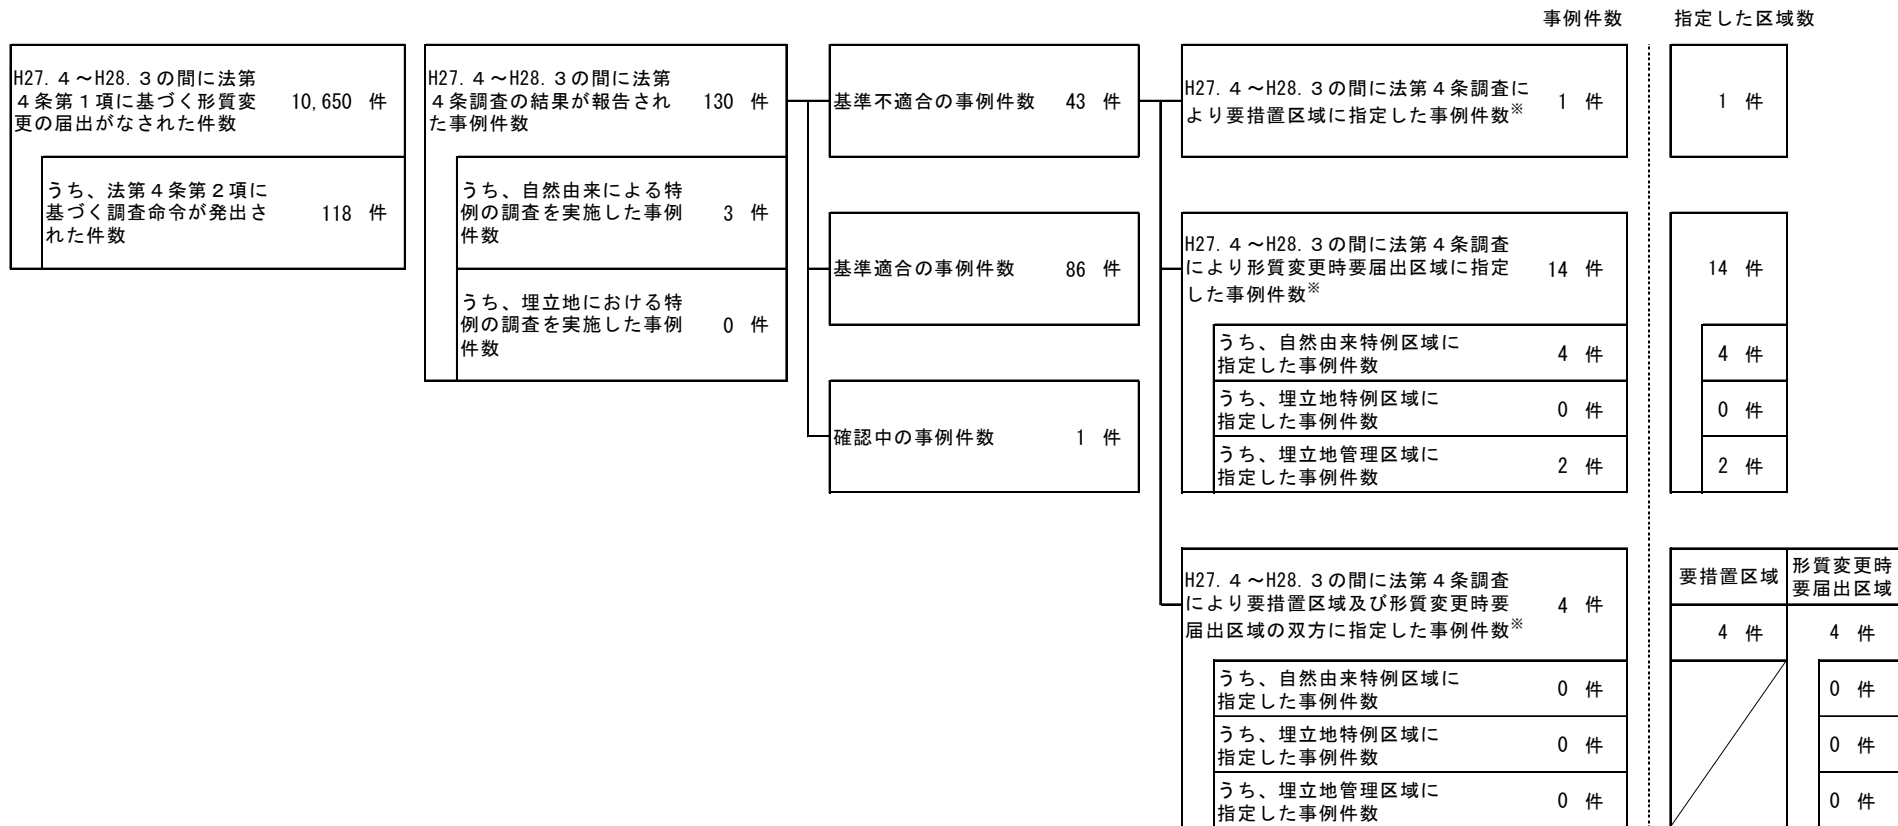 事例件数
指定した区域数
H27.４～H28.３の間に法第
４条第１項に基づく形質変
更の届出がなされた件数
10,650 件
うち、法第４条第２項に
基づく調査命令が発出さ
れた件数
118 件
H27.４～H28.３の間に法第
４条調査の結果が報告され
た事例件数
130 件
うち、自然由来による特
例の調査を実施した事例
件数
3 件
うち、埋立地における特
例の調査を実施した事例
件数
0 件
基準不適合の事例件数 43 件
基準適合の事例件数 86 件
確認中の事例件数 1 件
H27.４～H28.３の間に法第４条調査に
より要措置区域に指定した事例件数※
1 件
1 件
H27.４～H28.３の間に法第４条調査
により形質変更時要届出区域に指定
した事例件数※
14 件
14 件
うち、自然由来特例区域に
指定した事例件数
4 件
4 件
うち、埋立地特例区域に
指定した事例件数
0 件
0 件
うち、埋立地管理区域に
指定した事例件数
2 件
2 件
H27.４～H28.３の間に法第４条調査
により要措置区域及び形質変更時要
届出区域の双方に指定した事例件数※
4 件
要措置区域
形質変更時
要届出区域
4 件
4 件
うち、自然由来特例区域に
指定した事例件数
0 件
0 件
うち、埋立地特例区域に
指定した事例件数
0 件
0 件
うち、埋立地管理区域に
指定した事例件数
0 件
0 件